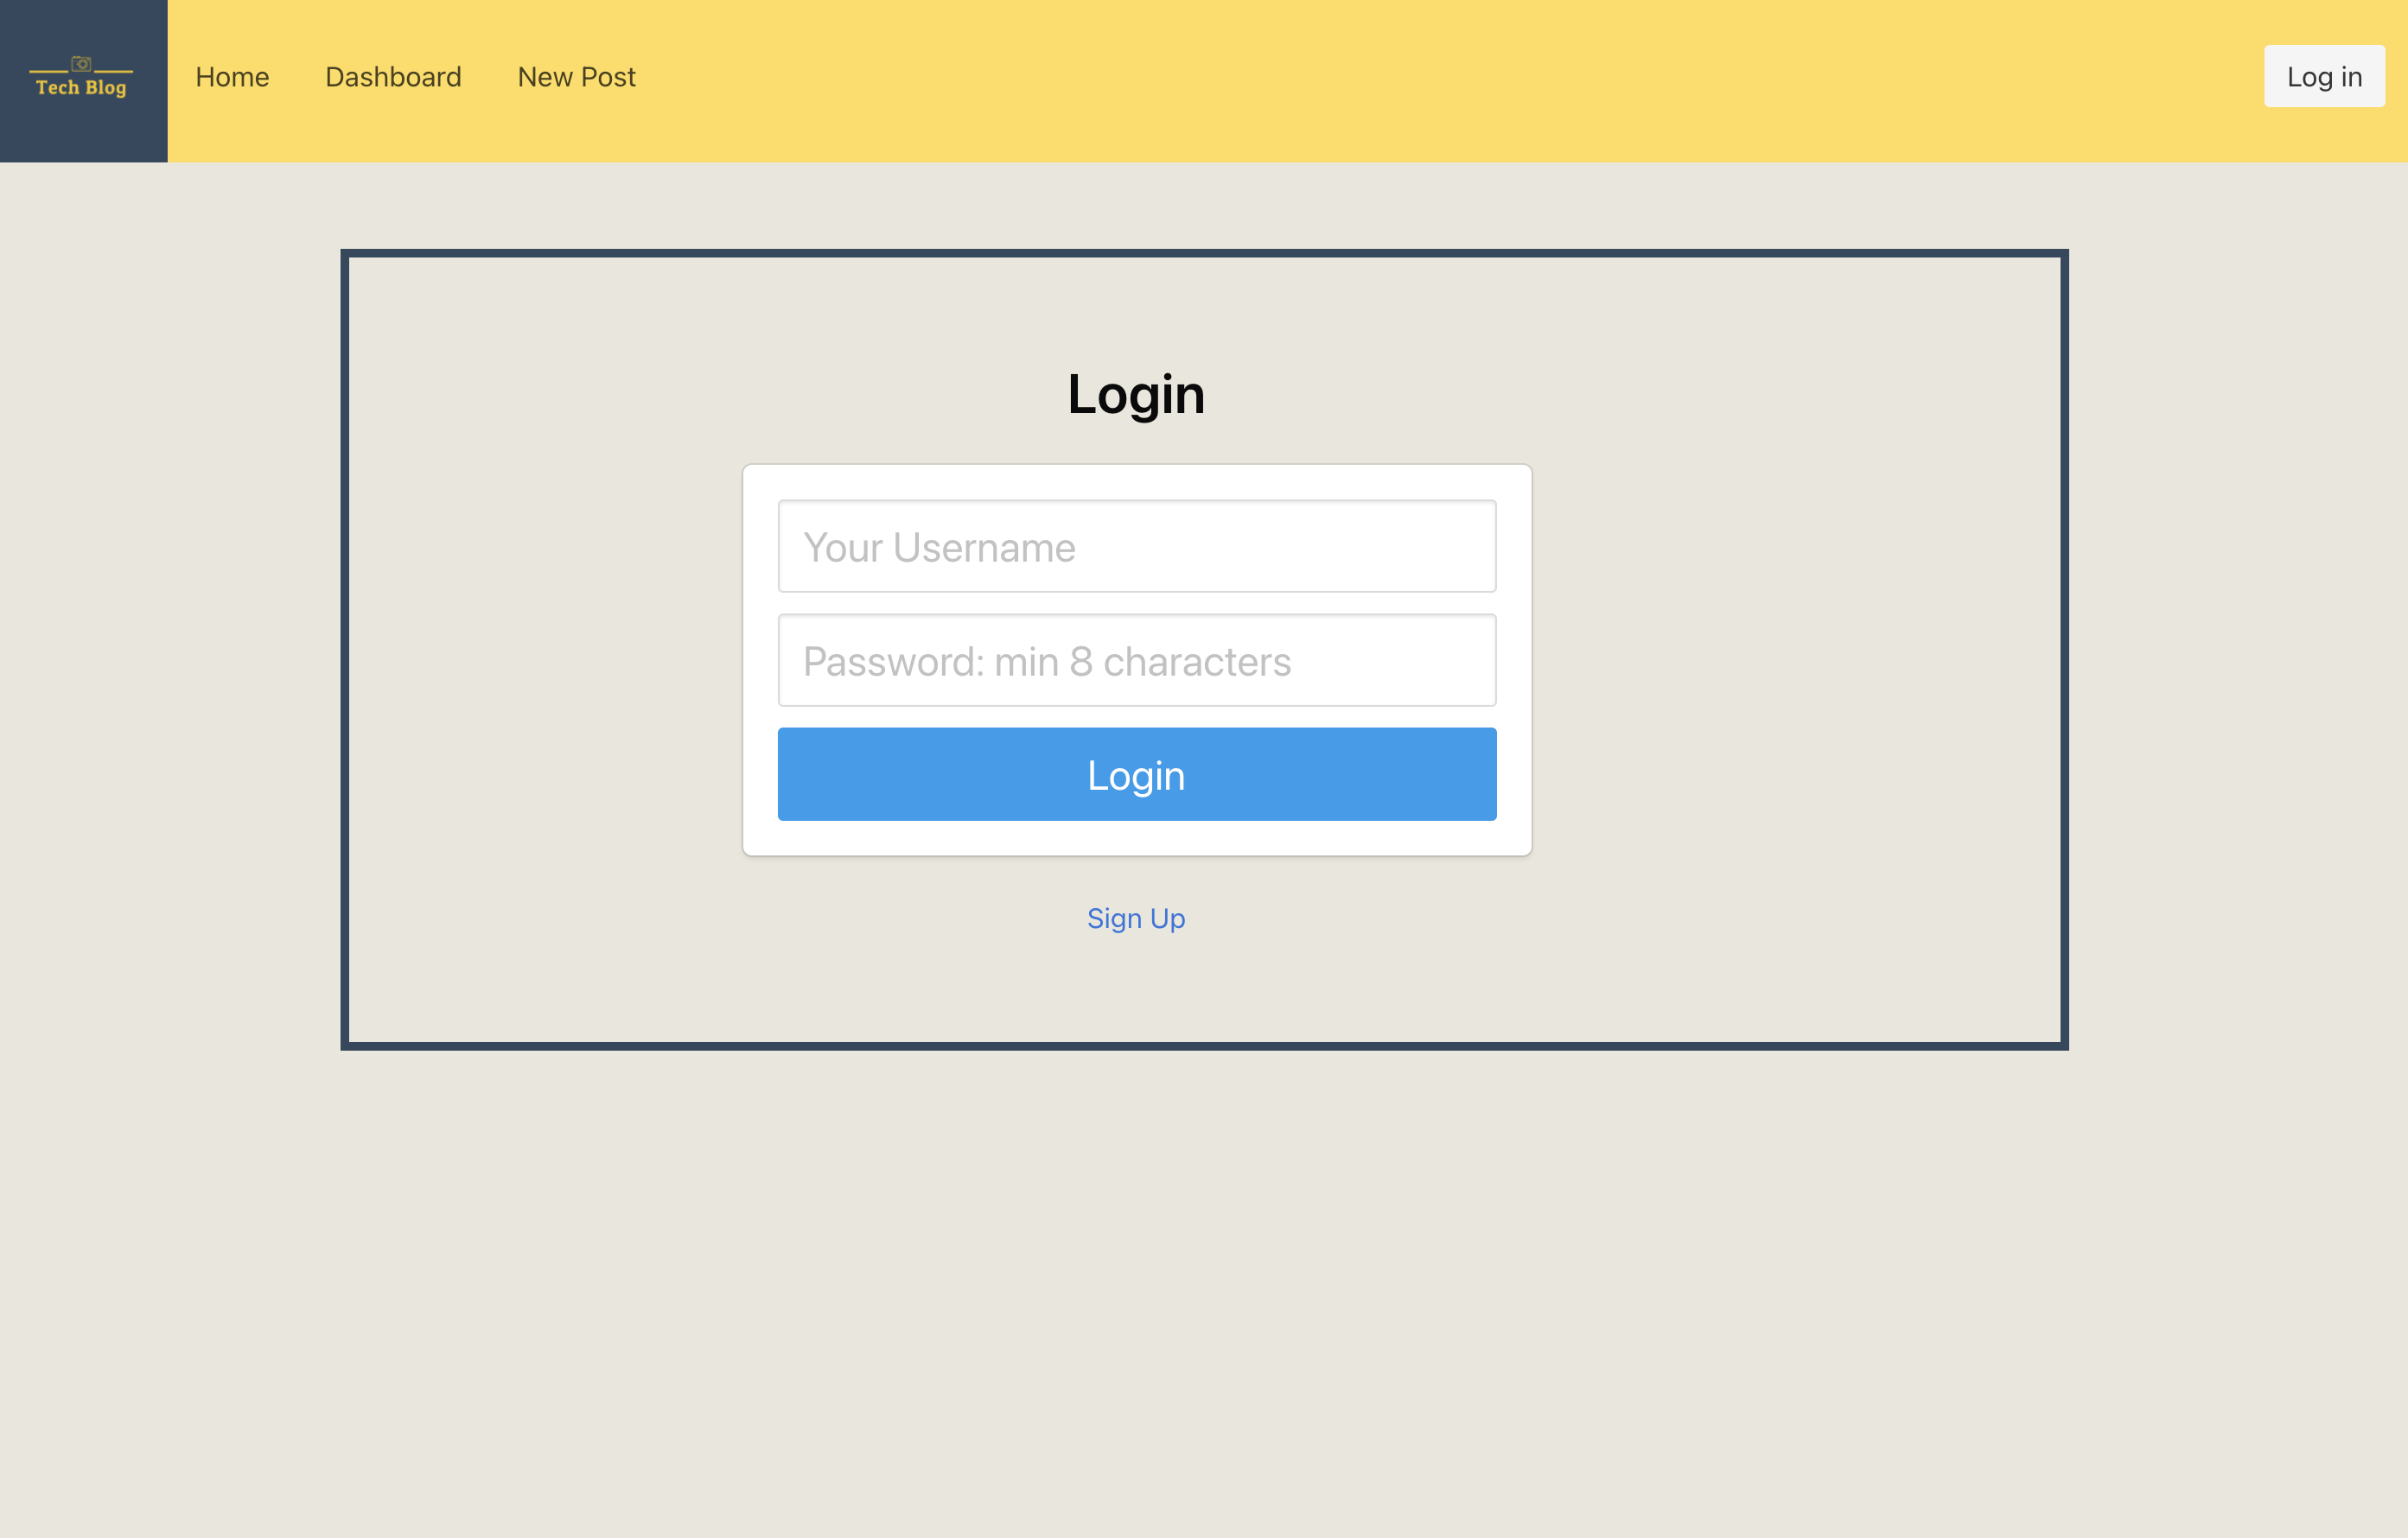 Tech Blog
Home
Dashboard
New Post
Log in
Login
Your Username
Password: min 8 characters
Login
Sign Up